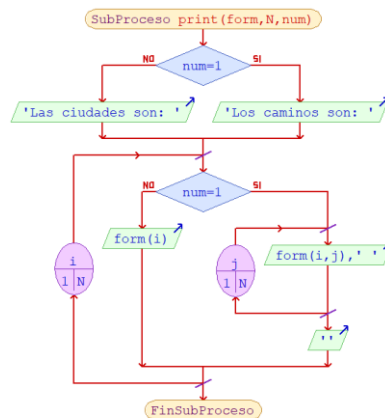 SubProceso print(form,N,num)
NO
SI
num=1
'Las ciudades son: '
'Los caminos son: '
NO
SI
num=1
form(i)
i
1 N
j
1 N
form(i,j),' '
''
FinSubProceso